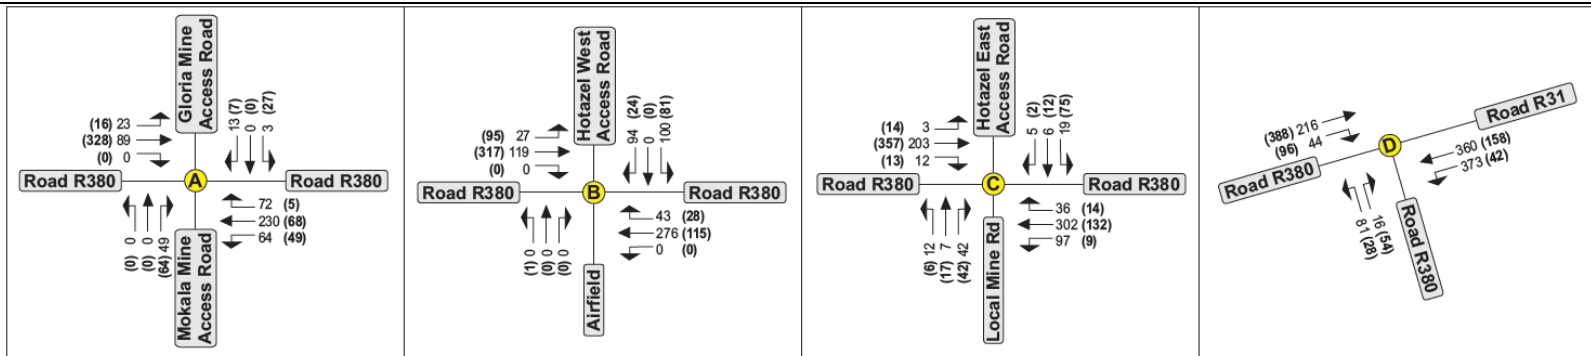 Gloria Mine
Access Road
(16) 23
(328) 89
(0) 0
13 (7)
0 (0)
3 (27)
Road R380
A
Road R380
72 (5)
230 (68)
64 (49)
(0) 0
(0) 0
(64) 49
Mokala Mine
Access Road
Hotazel West
Access Road
(95) 27
(317) 119
(0) 0
94 (24)
0 (0)
100 (81)
Road R380
B
Road R380
43 (28)
276 (115)
0 (0)
(1) 0
(0) 0
(0) 0
Airfield
Hotazel East
Access Road
(14) 3
(357) 203
(13) 12
5 (2)
6 (12)
19 (75)
Road R380
C
Road R380
36 (14)
302 (132)
97 (9)
(6) 12
(17) 7
(42) 42
Local Mine Rd
Road R31
(388) 216
(96) 44
D
360 (158)
373 (42)
Road R380
81 (28)
16 (54)
Road R380